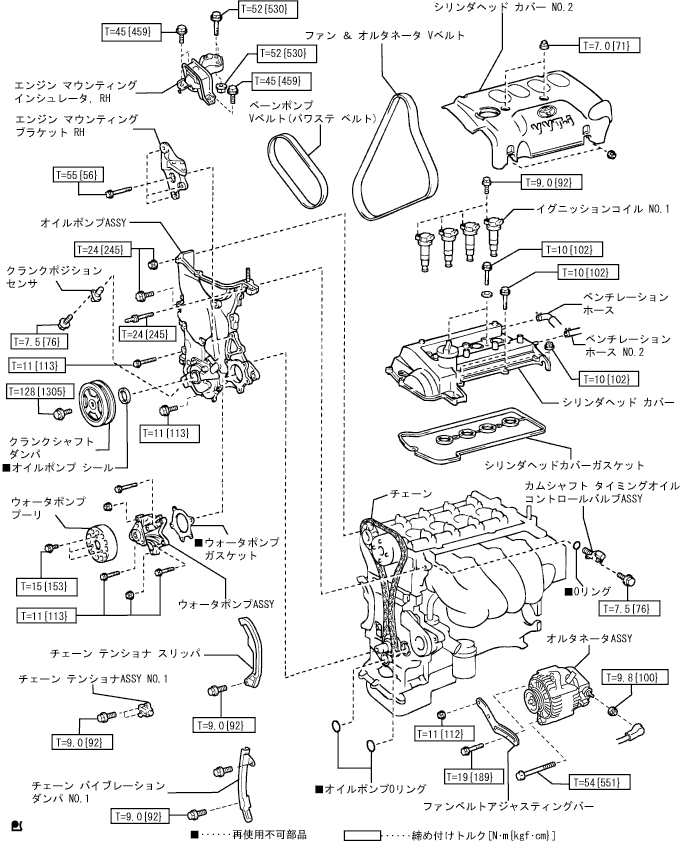 T=52 {530}
T=45 {459}
T=52 {530}
T=45 {459}
エンジン マウンティング
インシュレータ, RH
エンジン マウンティング
ブラケット RH
T=55 {56}
ファン & オルタネータ Vベルト
ベーンポンプ
Vベルト(パワステ ベルト)
シリンダヘッド カバー NO.2
T=7.0 {71}
VVT-i
T=9.0 {92}
イグニッションコイル NO.1
T=10 {102}
T=10 {102}
ベンチレーション
ホース
ベンチレーション
ホース NO.2
T=10 {102}
シリンダヘッド カバー
シリンダヘッドカバーガスケット
オイルポンプASSY
T=24 {245}
クランクポジション
センサ
T=7.5 {76}
T=24 {245}
T=11 {113}
T=128 {1305}
T=11 {113}
クランクシャフト
ダンパ
■オイルポンプ シール
ウォータポンプ
プーリ
■ウォータポンプ
ガスケット
T=15 {153}
T=11 {113}
ウォータポンプASSY
チェーン
カムシャフト タイミングオイル
コントロールバルブASSY
■Oリング
T=7.5 {76}
チェーン テンショナ スリッパ
チェーン テンショナASSY NO.1
T=9.0 {92}
T=9.0 {92}
チェーン バイブレーション
ダンパ NO.1
T=9.0 {92}
オルタネータASSY
T=9.8 {100}
T=11 {112}
T=19 {189}
T=54 {551}
■オイルポンプOリング
ファンベルトアジャスティングバー
■‥‥‥再使用不可部品
‥‥‥締め付けトルク[N・m{kgf・cm}]